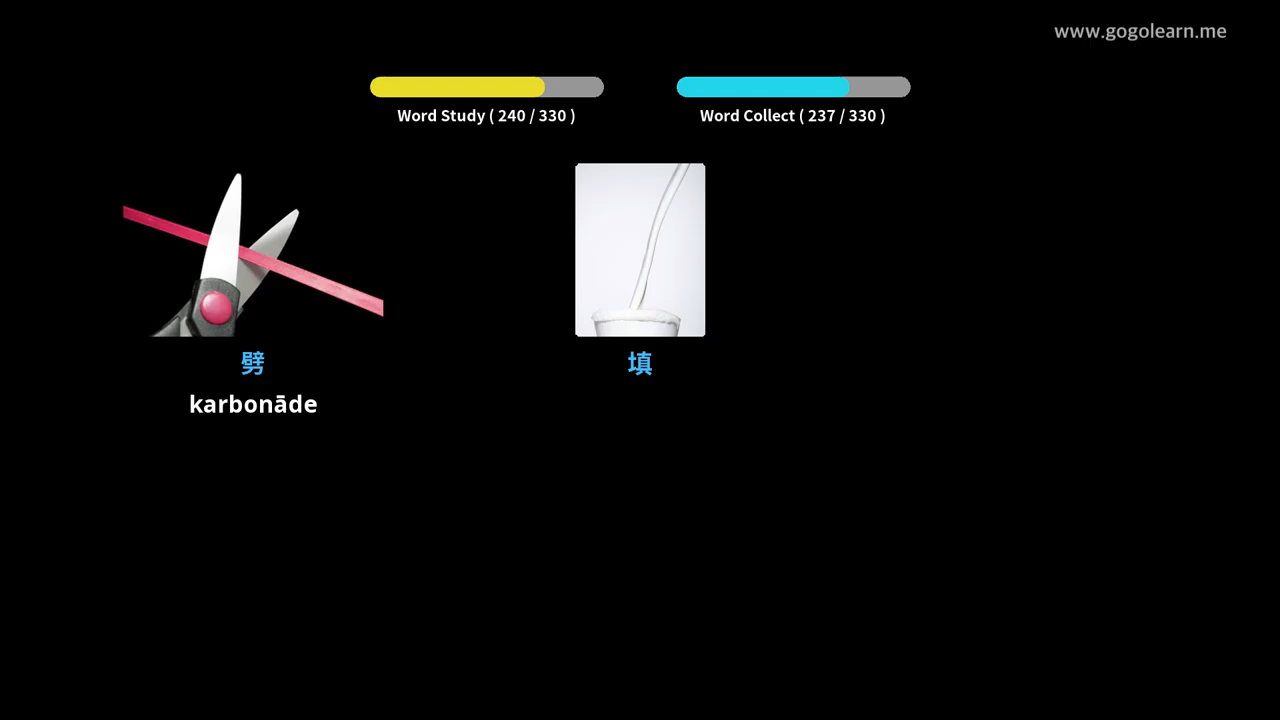 www.gogolearn.me
Word Study ( 240 / 330 )
Word Collect ( 237 / 330 )
劈
填
karbonāde